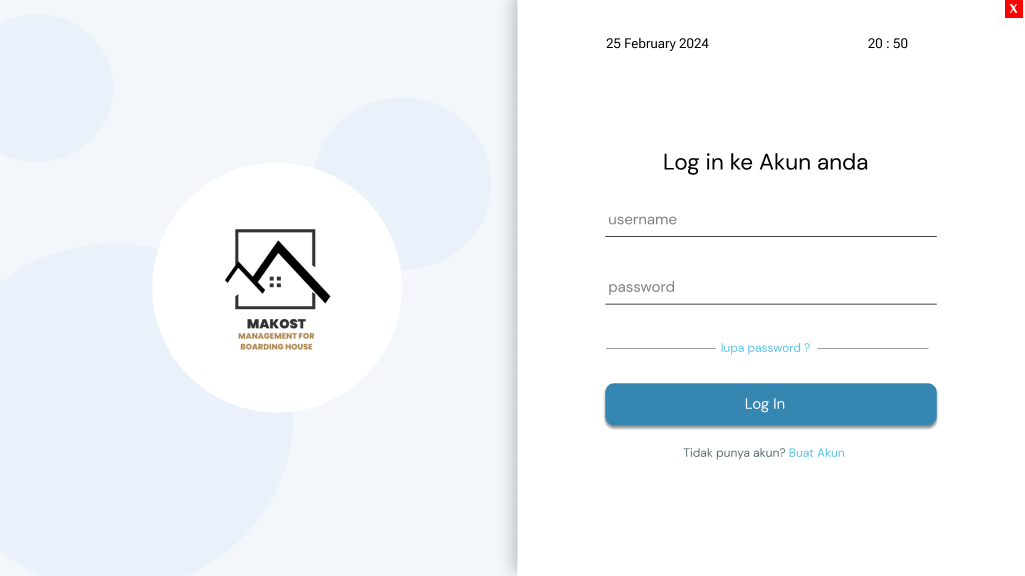 X
25 February 2024
20 : 50
Log in ke Akun anda
username
password
lupa password ?
Log In
Tidak punya akun? Buat Akun
MAKOST
MANAGEMENT FOR
BOARDING HOUSE